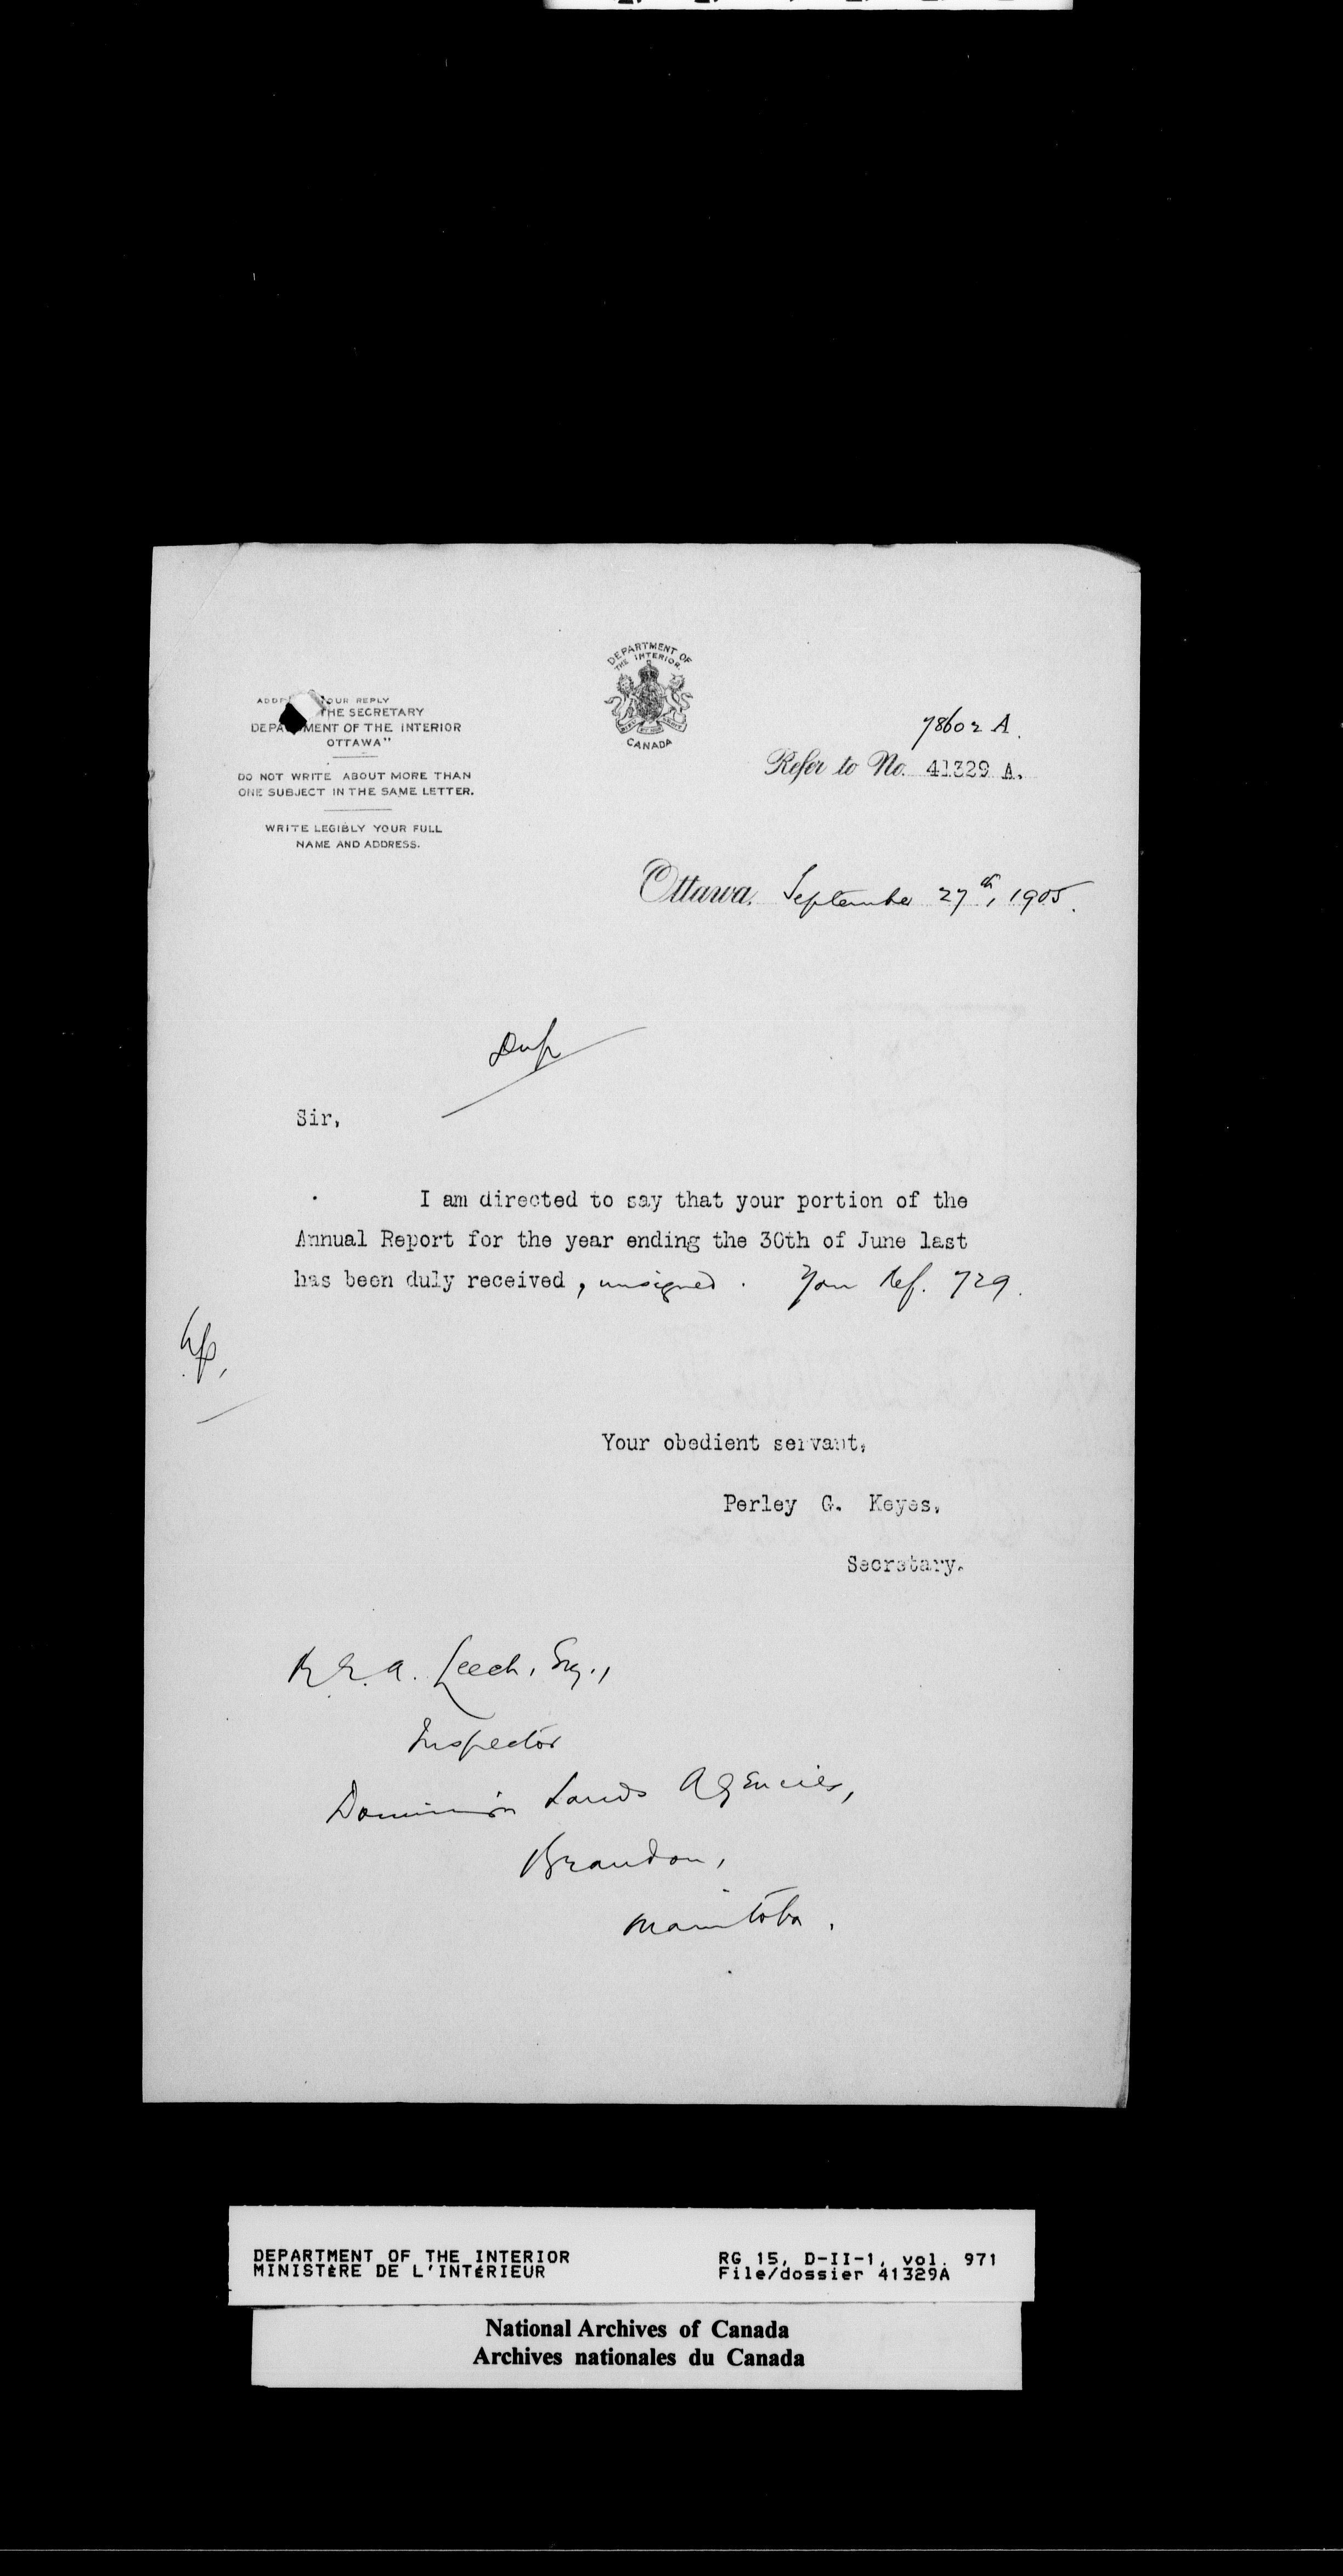 DEPARTMENT OF
THE INTERIOR.
CANADA
YOUR REPLY
THE SECRETARY
DEPARTMENT OF THE INTERIOR
OTTAWA"
DO NOT WRITE ABOUT MORE THAN
ONE SUBJECT IN THE SAME LETTER.
WRITE LEGIBLY YOUR FULL
NAME AND ADDRESS.
78602 A.
Refer to No. 41329 A.
Ottawa, September 27th, 1905.
Dup
Sir,
I am directed to say that your portion of the
Annual Report for the year ending the 30th of June last
has been duly received, unsigned. Your Ref. 729.
Your obedient servant,
Perley G. Keyes,
Secretary.
R.E.A. Leech, Esq.,
Inspector
Dominion Lands Agencies,
Brandon,
Manitoba.
DEPARTMENT OF THE INTERIOR
MINISTÈRE DE L'INTÉRIEUR
RG 15, D-II-1, vol. 971
File/dossier 41329A
National Archives of Canada
Archives nationales du Canada